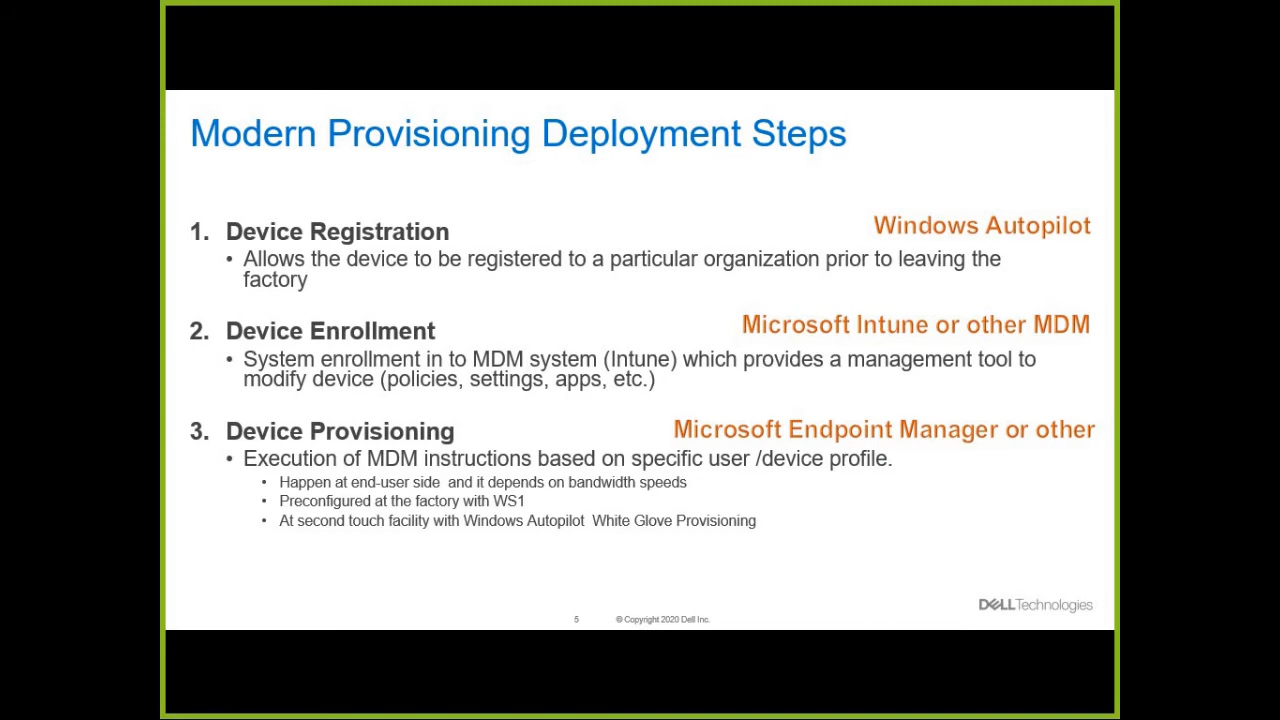 Modern Provisioning Deployment Steps
1. Device Registration
Windows Autopilot
• Allows the device to be registered to a particular organization prior to leaving the
factory
2. Device Enrollment
Microsoft Intune or other MDM
• System enrollment in to MDM system (Intune) which provides a management tool to
modify device (policies, settings, apps, etc.)
3. Device Provisioning
Microsoft Endpoint Manager or other
• Execution of MDM instructions based on specific user /device profile.
• Happen at end-user side and it depends on bandwidth speeds
• Preconfigured at the factory with WS1
• At second touch facility with Windows Autopilot White Glove Provisioning
DELLTechnologies
5 © Copyright 2020 Dell Inc.